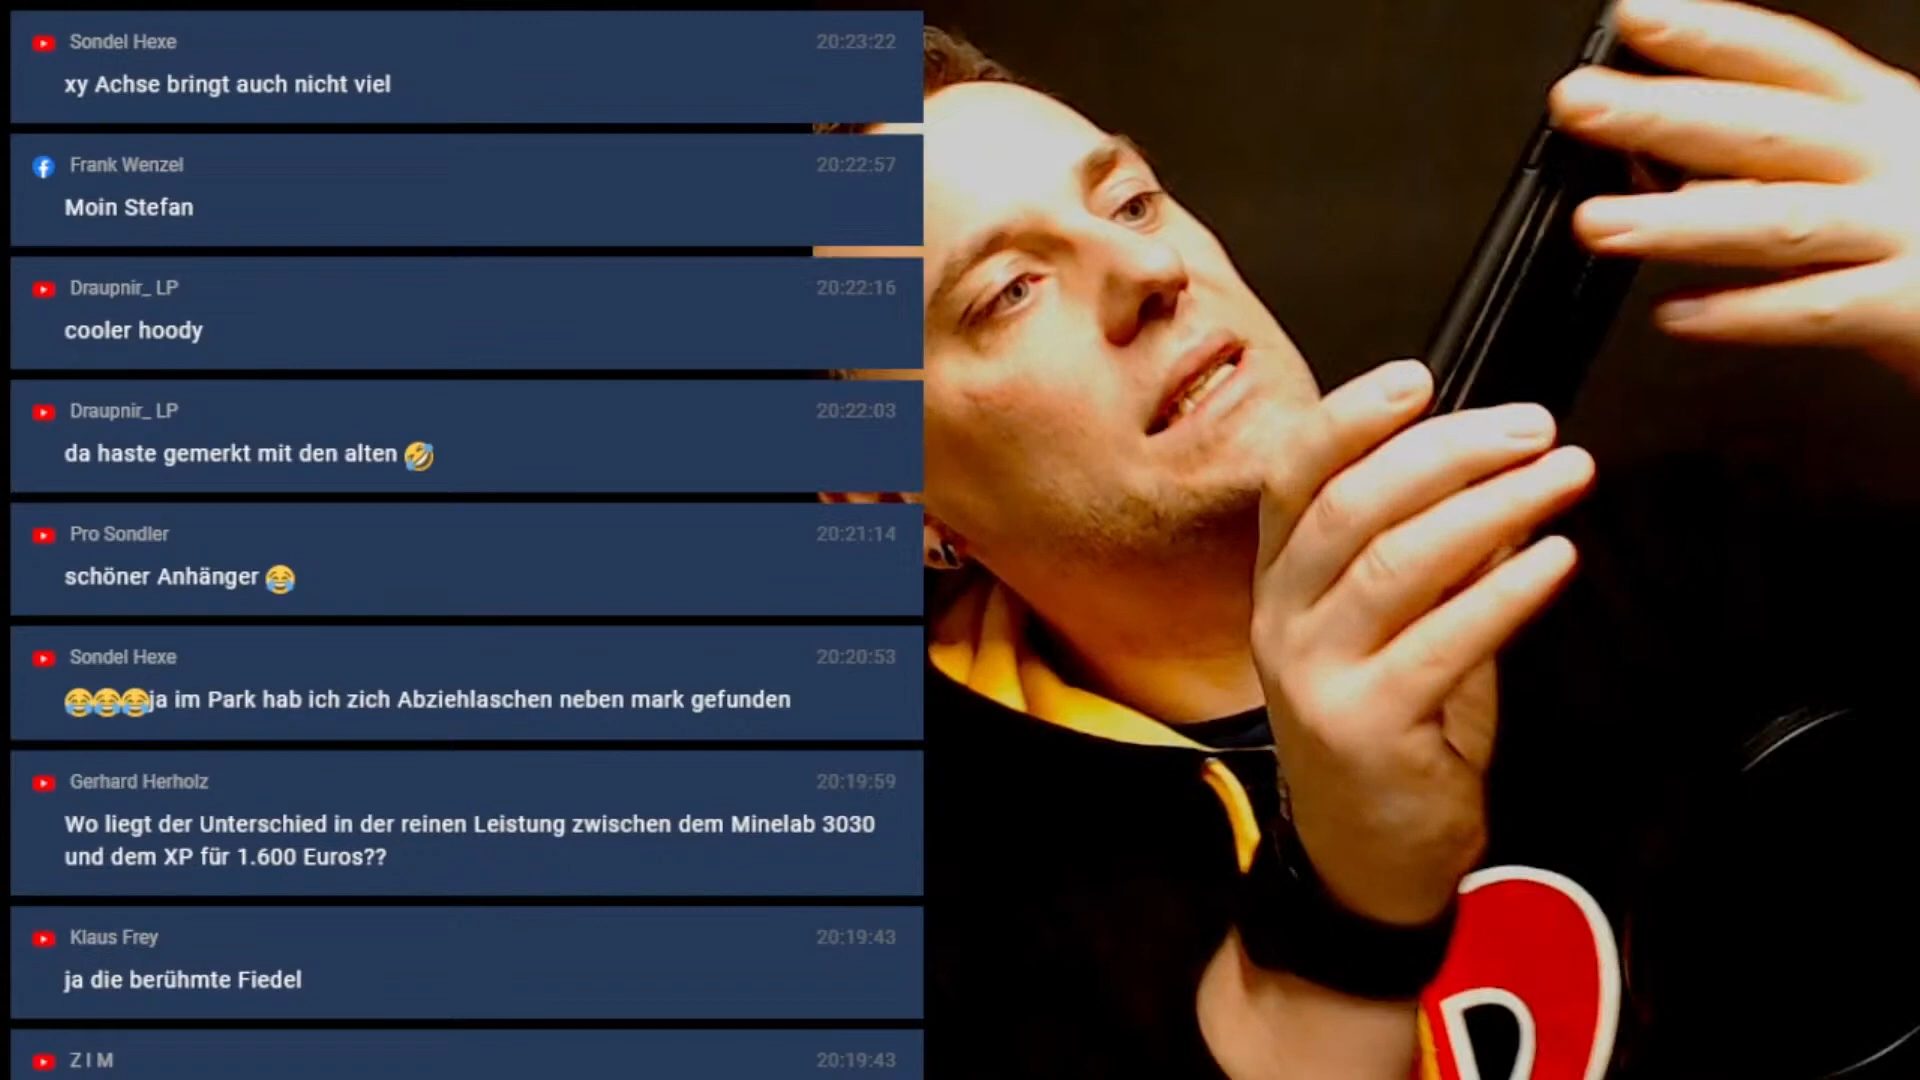 Sondel Hexe 20:23:22
xy Achse bringt auch nicht viel
Frank Wenzel 20:22:57
Moin Stefan
Draupnir_ LP 20:22:16
cooler hoody
Draupnir_ LP 20:22:03
da haste gemerkt mit den alten 🤣
Pro Sondler 20:21:14
schöner Anhänger 😂
Sondel Hexe 20:20:53
😂😂😂ja im Park hab ich zich Abziehlaschen neben mark gefunden
Gerhard Herholz 20:19:59
Wo liegt der Unterschied in der reinen Leistung zwischen dem Minelab 3030
und dem XP für 1.600 Euros??
Klaus Frey 20:19:43
ja die berühmte Fiedel
Z I M 20:19:43